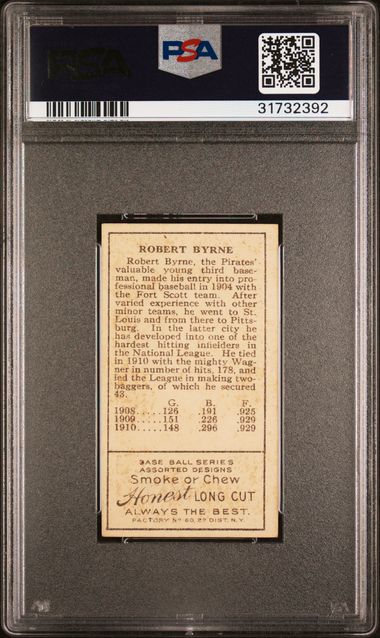 PSA
PSA
31732392
ROBERT BYRNE
Robert Byrne, the Pirates'
valuable young third base-
man, made his entry into pro-
fessional baseball in 1904 with
the Fort Scott team. After
varied experience with other
minor teams, he went to St.
Louis and from there to Pitts-
burg. In the latter city he
has developed into one of the
hardest hitting infielders in
the National League. He tied
in 1910 with the mighty Wag-
ner in number of hits, 178, and
led the League in making two-
baggers, of which he secured
43.
G. B. F.
1908.....126 .191 .925
1909.....151 .226 .929
1910.....148 .296 .929
BASE BALL SERIES
ASSORTED DESIGNS
Smoke or Chew
Honest LONG CUT
ALWAYS THE BEST.
FACTORY No 60, 2D DIST. N.Y.